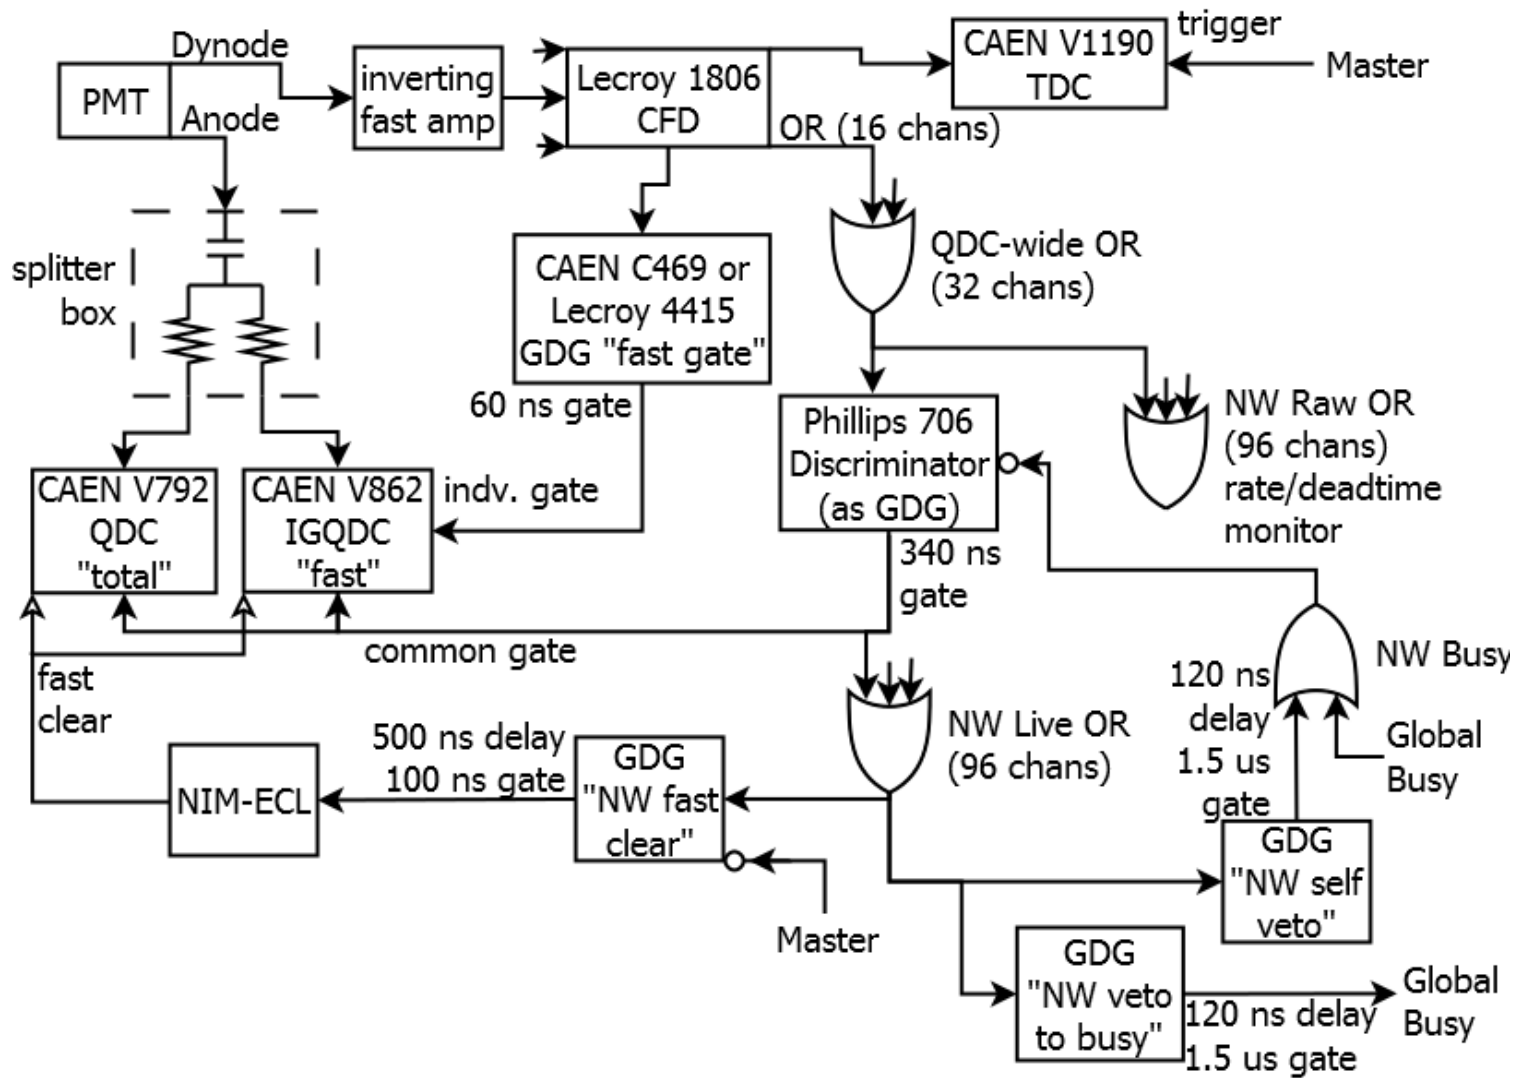 Dynode
PMT
Anode
inverting
fast amp
Lecroy 1806
CFD
OR (16 chans)
CAEN V1190
TDC
trigger
Master
splitter
box
CAEN C469 or
Lecroy 4415
GDG "fast gate"
QDC-wide OR
(32 chans)
60 ns gate
Phillips 706
Discriminator
(as GDG)
NW Raw OR
(96 chans)
rate/deadtime
monitor
CAEN V792
QDC
"total"
CAEN V862
IGQDC
"fast"
indv. gate
340 ns
gate
common gate
fast
clear
NW Busy
120 ns
delay
1.5 us
gate
Global
Busy
NW Live OR
(96 chans)
500 ns delay
100 ns gate
GDG
"NW fast
clear"
NIM-ECL
Master
GDG
"NW self
veto"
GDG
"NW veto
to busy"
Global
Busy
120 ns delay
1.5 us gate